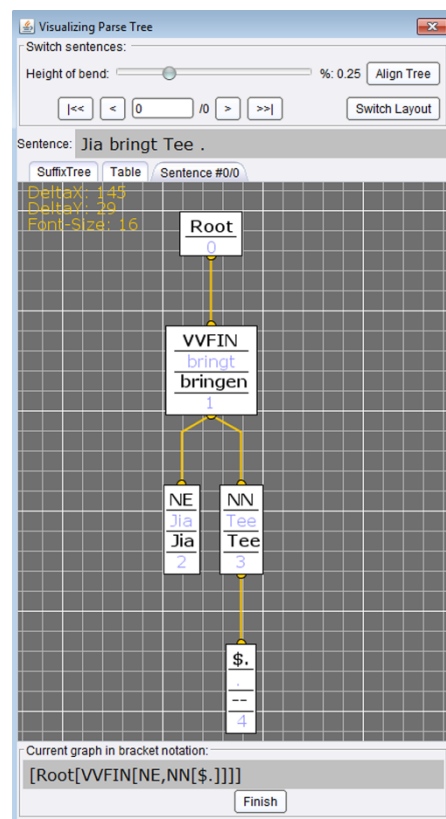 Visualizing Parse Tree
Switch sentences:
Height of bend: %: 0.25 Align Tree
|<< < 0 /0 > >>| Switch Layout
Sentence: Jia bringt Tee .
SuffixTree Table Sentence #0/0
DeltaX: 145
DeltaY: 29
Font-Size: 16
Root
0
VVFIN
bringt
bringen
1
NE
Jia
Jia
2
NN
Tee
Tee
3
$.
.
--
4
Current graph in bracket notation:
[Root[VVFIN[NE,NN[$.]]]]
Finish